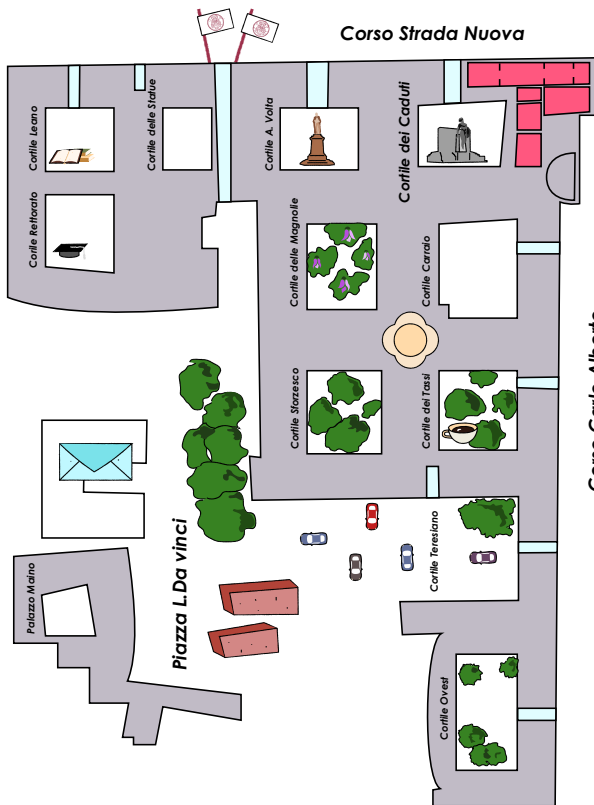 Corso Strada Nuova
Cortile Leano
Cortile delle Statue
Cortile A. Volta
Cortile dei Caduti
Corile Rettorato
Cortile delle Magnolie
Cortile Carraio
Cortile Sforzesco
Cortile dei Tassi
Corso Carlo Alberto
Piazza L.Da vinci
Cortile Teresiano
Palazzo Maino
Cortile Ovest